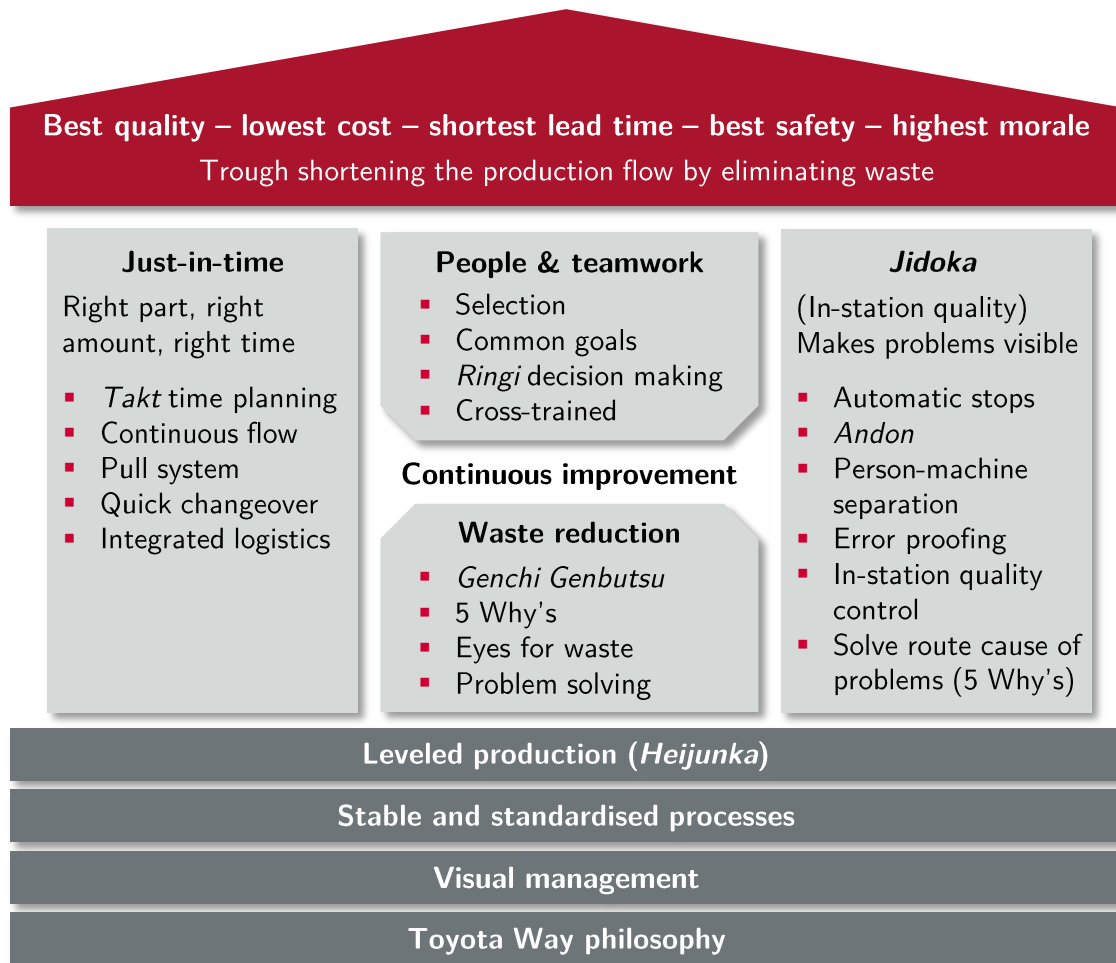 Best quality – lowest cost – shortest lead time – best safety – highest morale
Trough shortening the production flow by eliminating waste
Just-in-time
Right part, right
amount, right time
Takt time planning
Continuous flow
Pull system
Quick changeover
Integrated logistics
People & teamwork
Selection
Common goals
Ringi decision making
Cross-trained
Continuous improvement
Waste reduction
Genchi Genbutsu
5 Why's
Eyes for waste
Problem solving
Jidoka
(In-station quality)
Makes problems visible
Automatic stops
Andon
Person-machine
separation
Error proofing
In-station quality
control
Solve route cause of
problems (5 Why's)
Leveled production (Heijunka)
Stable and standardised processes
Visual management
Toyota Way philosophy